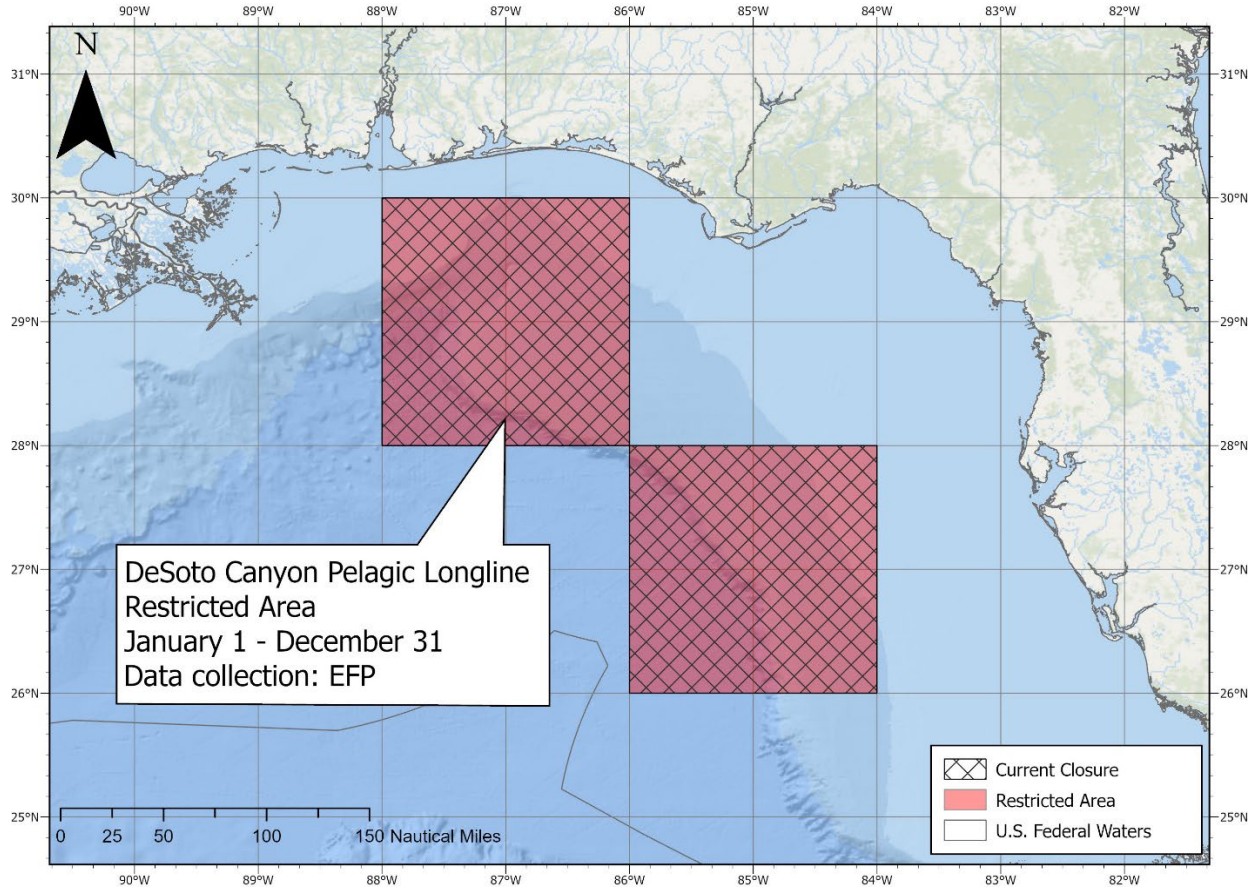 90°W 89°W 88°W 87°W 86°W 85°W 84°W 83°W 82°W
N
31°N 31°N
30°N 30°N
29°N 29°N
28°N 28°N
27°N 27°N
26°N 26°N
25°N 25°N
DeSoto Canyon Pelagic Longline
Restricted Area
January 1 - December 31
Data collection: EFP
Current Closure
Restricted Area
U.S. Federal Waters
0 25 50 100 150 Nautical Miles
90°W 89°W 88°W 87°W 86°W 85°W 84°W 83°W 82°W